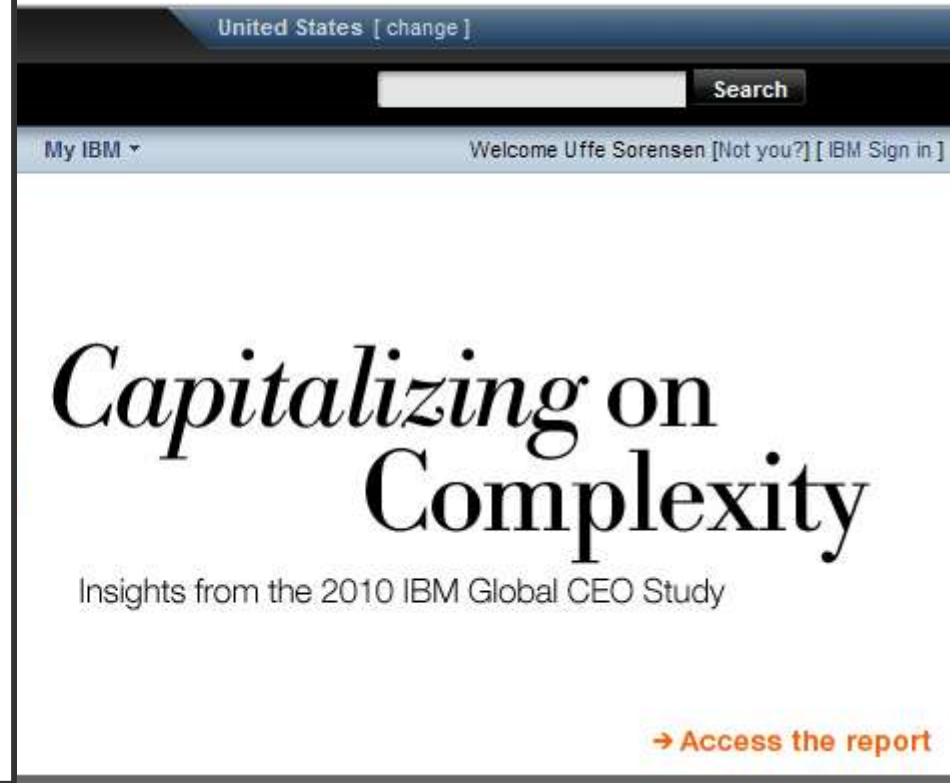 United States [ change ]
Search
My IBM
Welcome Uffe Sorensen [Not you?] [ IBM Sign in ]
Capitalizing on
Complexity
Insights from the 2010 IBM Global CEO Study
→ Access the report